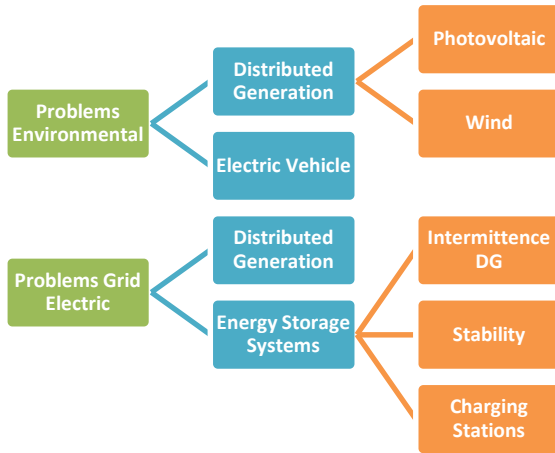 Photovoltaic
Distributed
Generation
Problems
Environmental
Wind
Electric Vehicle
Distributed
Generation
Intermittence
DG
Problems Grid
Electric
Energy Storage
Systems
Stability
Charging
Stations